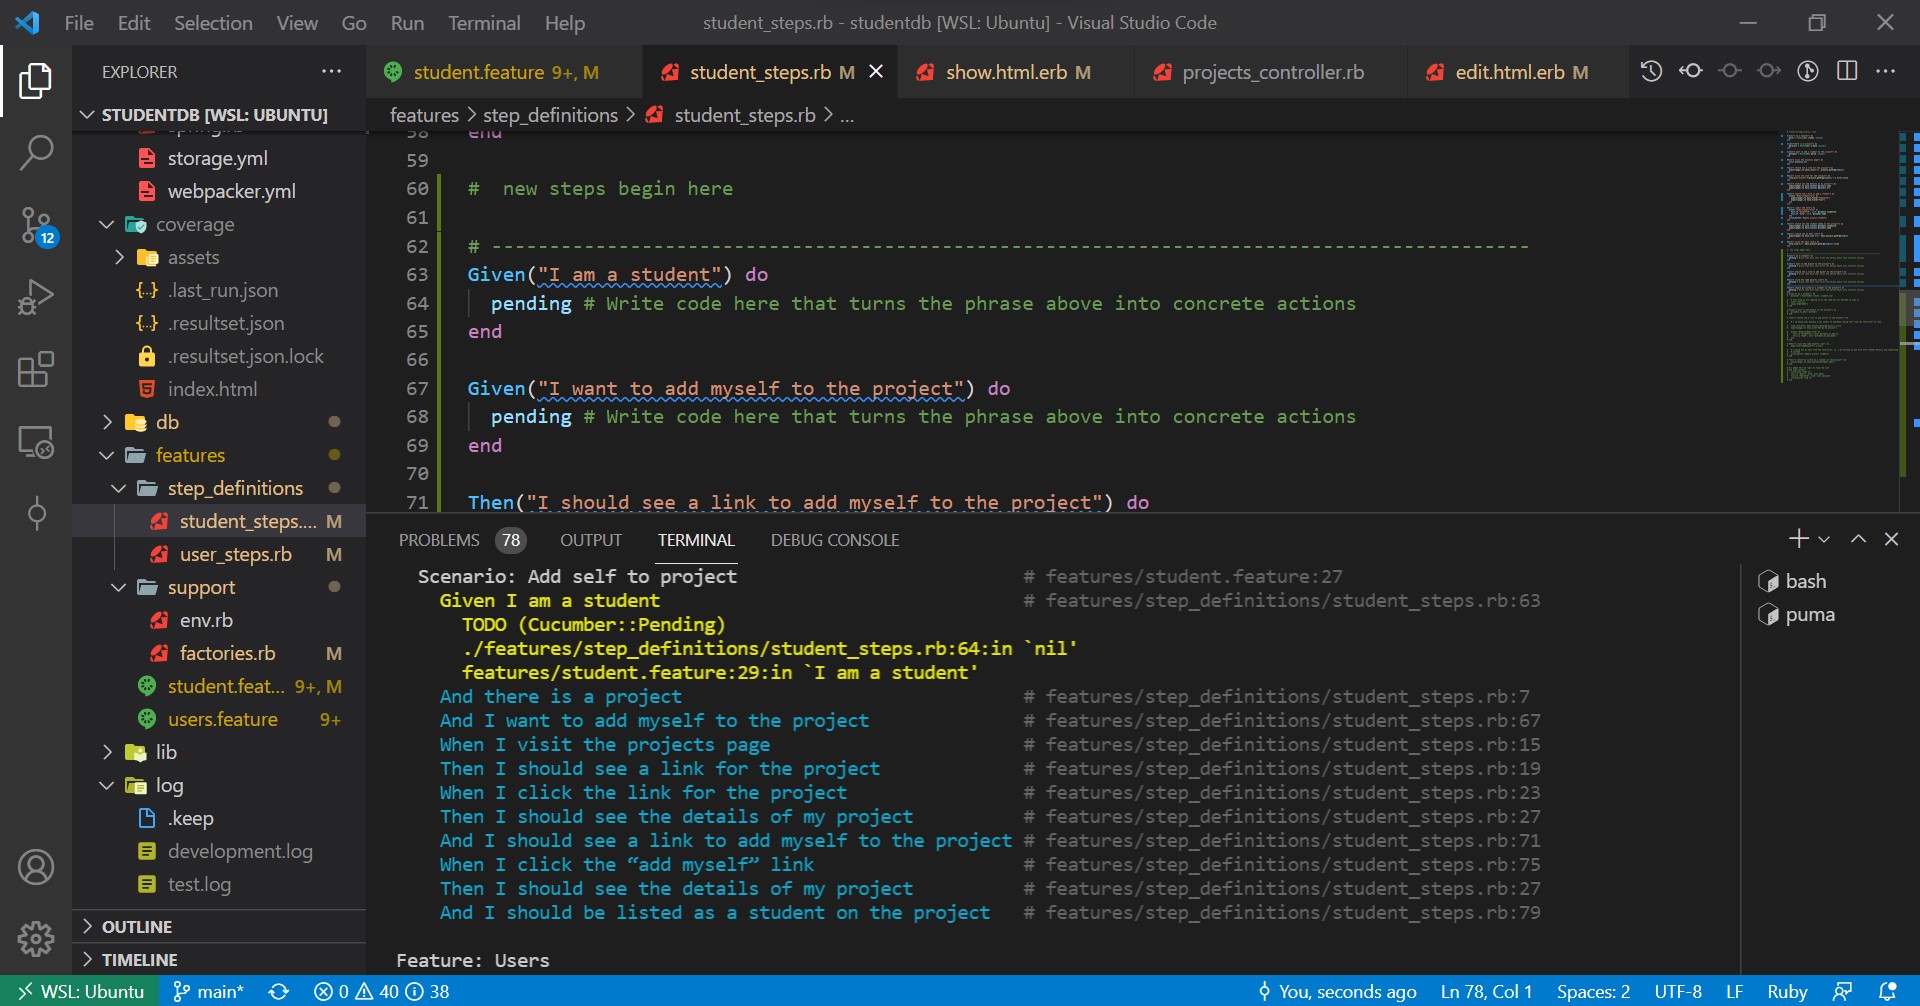 File Edit Selection View Go Run Terminal Help
student_steps.rb - studentdb [WSL: Ubuntu] - Visual Studio Code
EXPLORER
student.feature 9+, M
student_steps.rb M
show.html.erb M
projects_controller.rb
edit.html.erb M
STUDENTDB [WSL: UBUNTU]
features > step_definitions > student_steps.rb > ...
storage.yml
webpacker.yml
coverage
assets
.last_run.json
.resultset.json
.resultset.json.lock
index.html
db
features
step_definitions
student_steps.... M
user_steps.rb M
support
env.rb
factories.rb M
student.feat... 9+, M
users.feature 9+
lib
log
.keep
development.log
test.log
OUTLINE
TIMELINE
12
58 end
59
60 #  new steps begin here
61
62 # ------------------------------------------------------------------------------------------
63 Given("I am a student") do
64 pending # Write code here that turns the phrase above into concrete actions
65 end
66
67 Given("I want to add myself to the project") do
68 pending # Write code here that turns the phrase above into concrete actions
69 end
70
71 Then("I should see a link to add myself to the project") do
PROBLEMS 78 OUTPUT TERMINAL DEBUG CONSOLE
Scenario: Add self to project # features/student.feature:27
Given I am a student # features/step_definitions/student_steps.rb:63
TODO (Cucumber::Pending)
./features/step_definitions/student_steps.rb:64:in `nil'
features/student.feature:29:in `I am a student'
And there is a project # features/step_definitions/student_steps.rb:7
And I want to add myself to the project # features/step_definitions/student_steps.rb:67
When I visit the projects page # features/step_definitions/student_steps.rb:15
Then I should see a link for the project # features/step_definitions/student_steps.rb:19
When I click the link for the project # features/step_definitions/student_steps.rb:23
Then I should see the details of my project # features/step_definitions/student_steps.rb:27
And I should see a link to add myself to the project # features/step_definitions/student_steps.rb:71
When I click the “add myself” link # features/step_definitions/student_steps.rb:75
Then I should see the details of my project # features/step_definitions/student_steps.rb:27
And I should be listed as a student on the project # features/step_definitions/student_steps.rb:79
Feature: Users
bash
puma
WSL: Ubuntu main* 0 40 38
You, seconds ago Ln 78, Col 1 Spaces: 2 UTF-8 LF Ruby